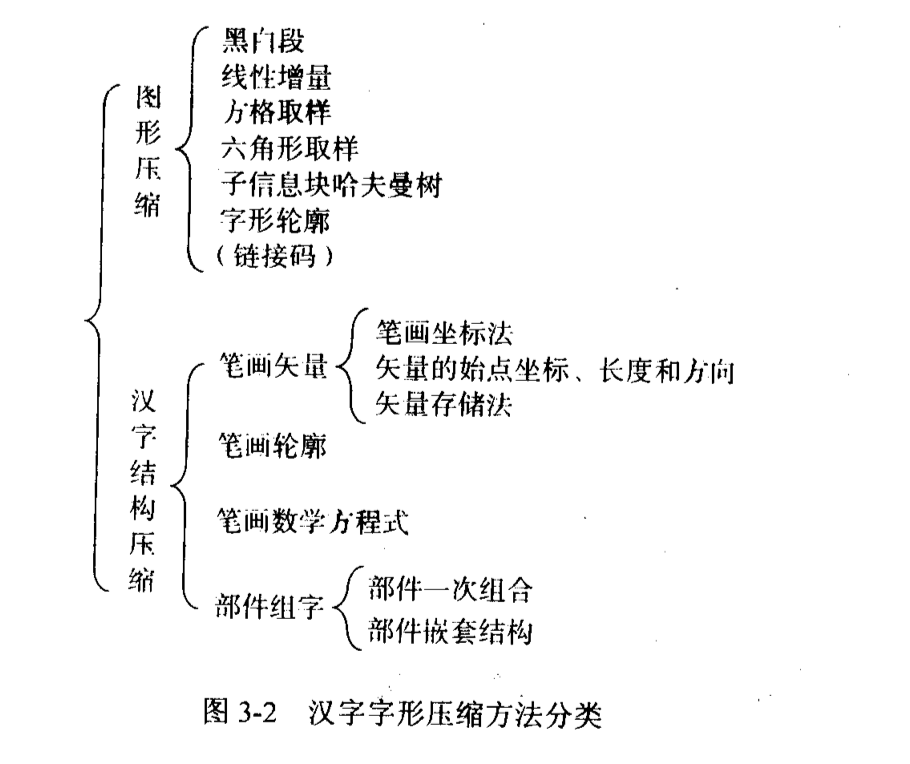 图形压缩
黑白段
线性增量
方格取样
六角形取样
子信息块哈夫曼树
字形轮廓
（链接码）
汉字结构压缩
笔画矢量
笔画坐标法
矢量的始点坐标、长度和方向
矢量存储法
笔画轮廓
笔画数学方程式
部件组字
部件一次组合
部件嵌套结构
图 3-2 汉字字形压缩方法分类